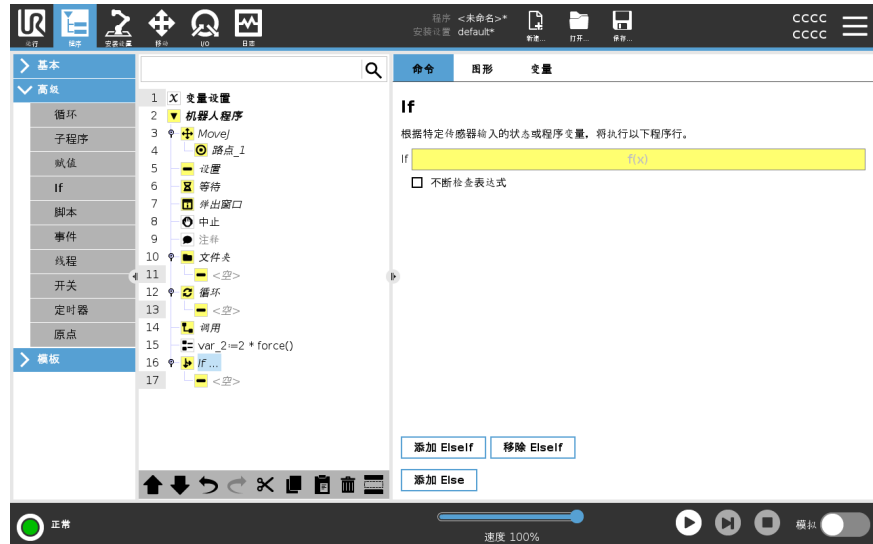 UR
运行
程序
安装设置
移动
I/O
日志
程序 <未命名>*
安装设置 default*
新建...
打开...
保存...
cccc
cccc
基本
高级
循环
子程序
赋值
If
脚本
事件
线程
开关
定时器
原点
模板
1 X 变量设置
2 机器人程序
3 MoveJ
4 路点_1
5 设置
6 等待
7 弹出窗口
8 中止
9 注释
10 文件夹
11 <空>
12 循环
13 <空>
14 调用
15 var_2:=2 * force()
16 If ...
17 <空>
命令 图形 变量
If
根据特定传感器输入的状态或程序变量，将执行以下程序行。
If f(x)
不断检查表达式
添加 ElseIf 移除 ElseIf
添加 Else
正常
速度 100%
模拟